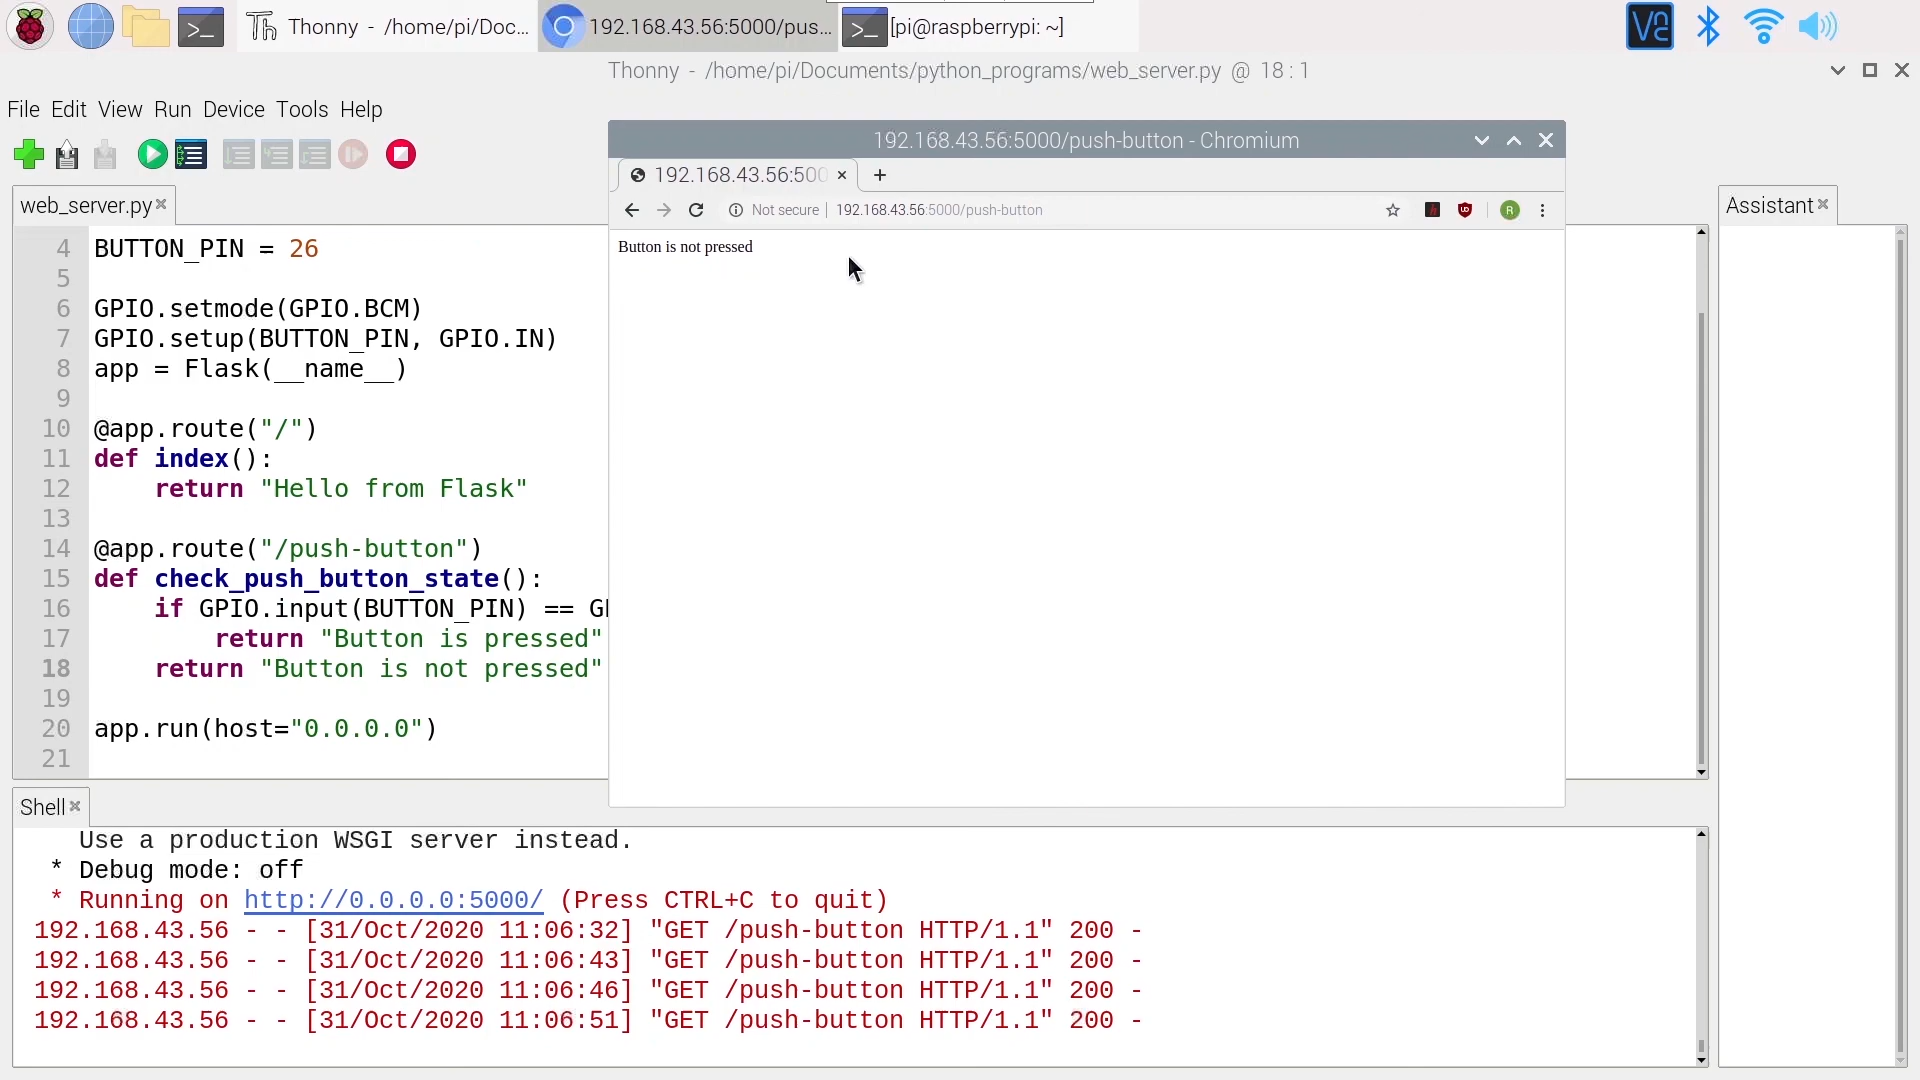 Thonny - /home/pi/Doc...
192.168.43.56:5000/pus...
[pi@raspberrypi: ~]
Thonny - /home/pi/Documents/python_programs/web_server.py @ 18 : 1
File Edit View Run Device Tools Help
192.168.43.56:5000/push-button - Chromium
192.168.43.56:500
Not secure | 192.168.43.56:5000/push-button
R
web_server.py
Assistant
Button is not pressed
4 BUTTON_PIN = 26
5
6 GPIO.setmode(GPIO.BCM)
7 GPIO.setup(BUTTON_PIN, GPIO.IN)
8 app = Flask(__name__)
9
10 @app.route("/")
11 def index():
12     return "Hello from Flask"
13
14 @app.route("/push-button")
15 def check_push_button_state():
16     if GPIO.input(BUTTON_PIN) == GP
17         return "Button is pressed"
18     return "Button is not pressed"
19
20 app.run(host="0.0.0.0")
21
Shell
Use a production WSGI server instead.
* Debug mode: off
* Running on http://0.0.0.0:5000/ (Press CTRL+C to quit)
192.168.43.56 - - [31/Oct/2020 11:06:32] "GET /push-button HTTP/1.1" 200 -
192.168.43.56 - - [31/Oct/2020 11:06:43] "GET /push-button HTTP/1.1" 200 -
192.168.43.56 - - [31/Oct/2020 11:06:46] "GET /push-button HTTP/1.1" 200 -
192.168.43.56 - - [31/Oct/2020 11:06:51] "GET /push-button HTTP/1.1" 200 -